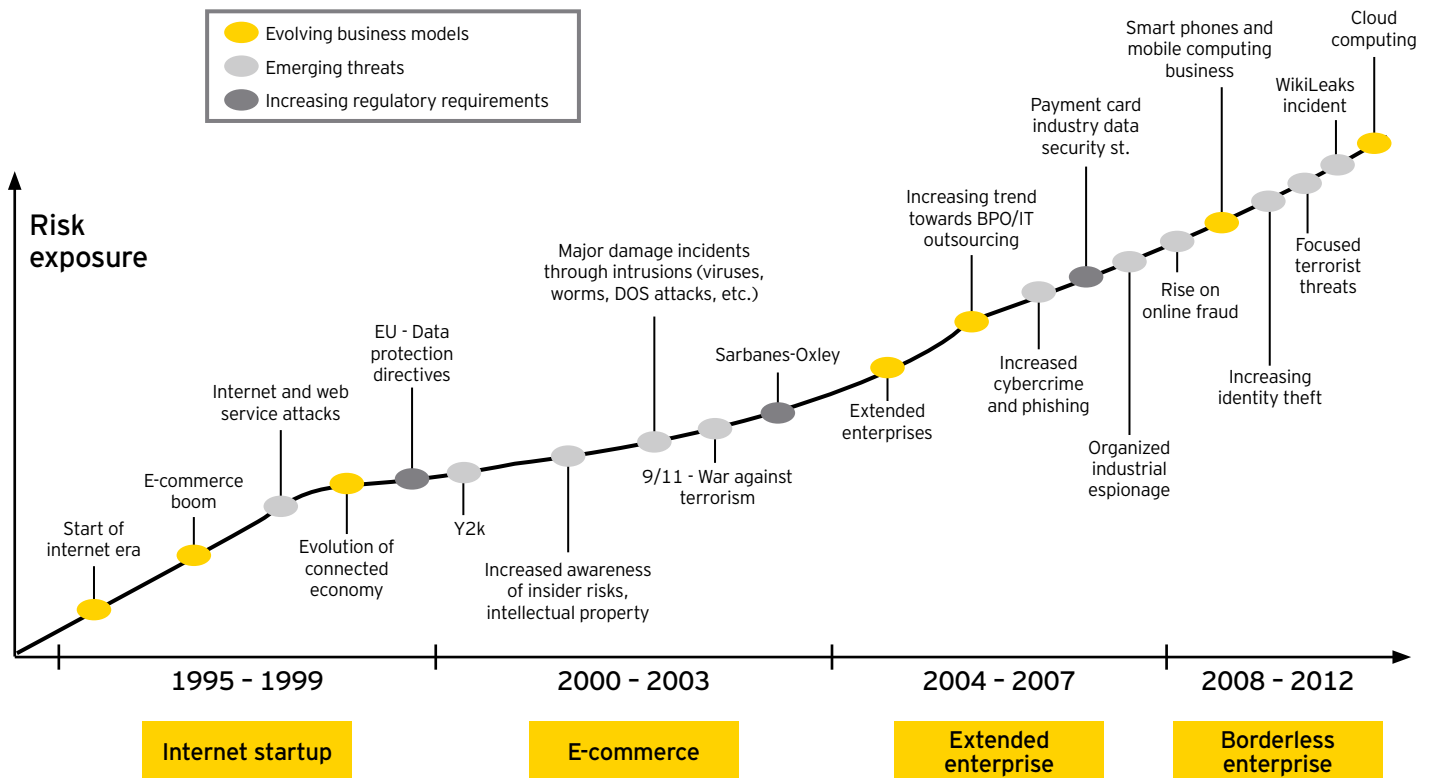 Evolving business models
Emerging threats
Increasing regulatory requirements
Risk
exposure
Start of
internet era
E-commerce
boom
Internet and web
service attacks
Evolution of
connected
economy
EU - Data
protection
directives
Y2k
Increased awareness
of insider risks,
intellectual property
Major damage incidents
through intrusions (viruses,
worms, DOS attacks, etc.)
9/11 - War against
terrorism
Sarbanes-Oxley
Extended
enterprises
Increasing trend
towards BPO/IT
outsourcing
Increased
cybercrime
and phishing
Payment card
industry data
security st.
Organized
industrial
espionage
Rise on
online fraud
Smart phones and
mobile computing
business
Increasing
identity theft
Focused
terrorist
threats
WikiLeaks
incident
Cloud
computing
1995 - 1999
2000 - 2003
2004 - 2007
2008 - 2012
Internet startup
E-commerce
Extended
enterprise
Borderless
enterprise